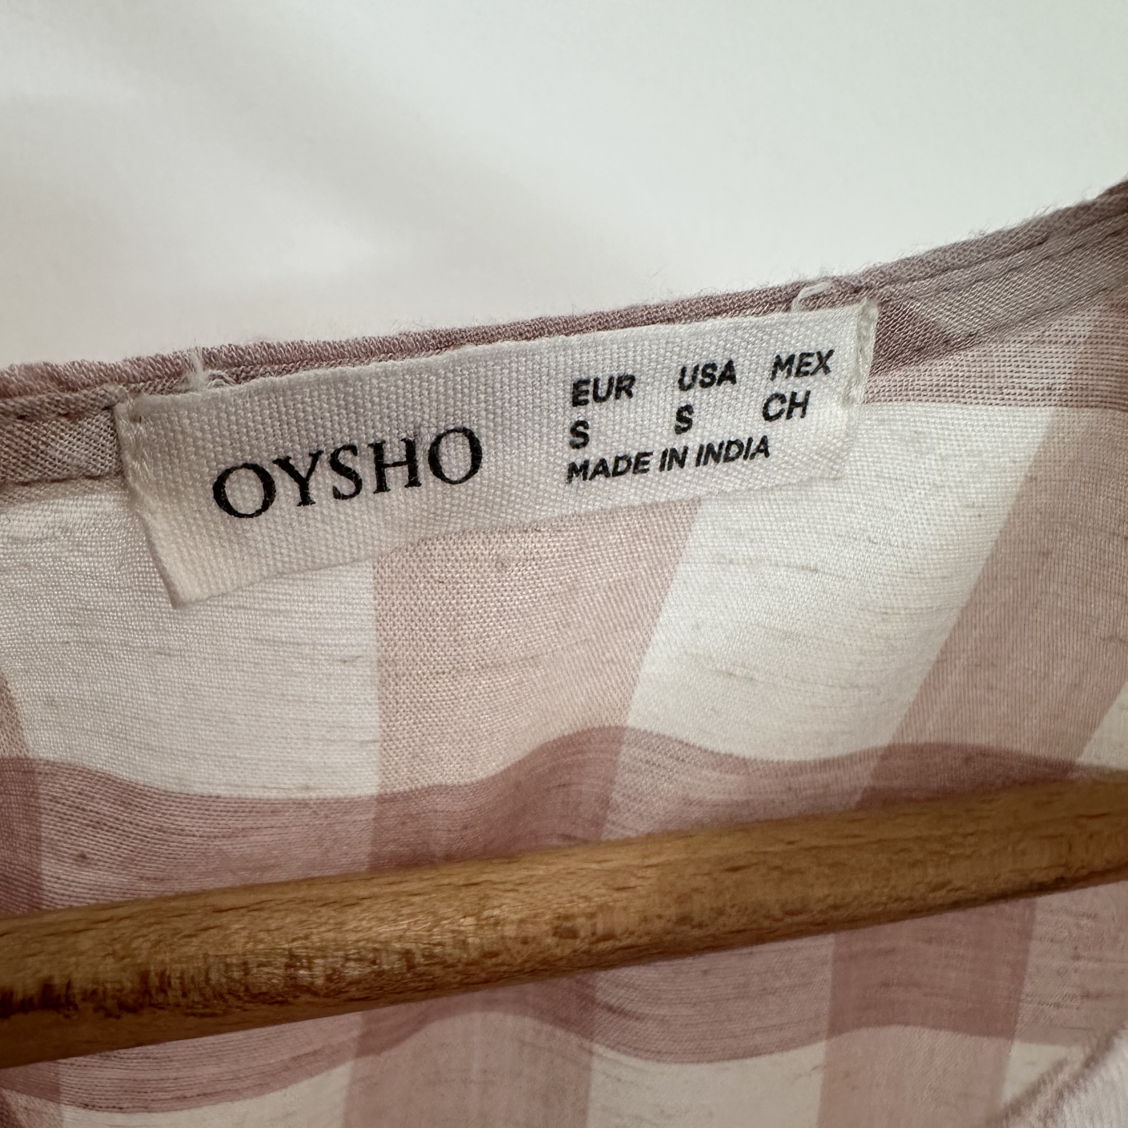 OYSHO
EUR USA MEX
S S CH
MADE IN INDIA